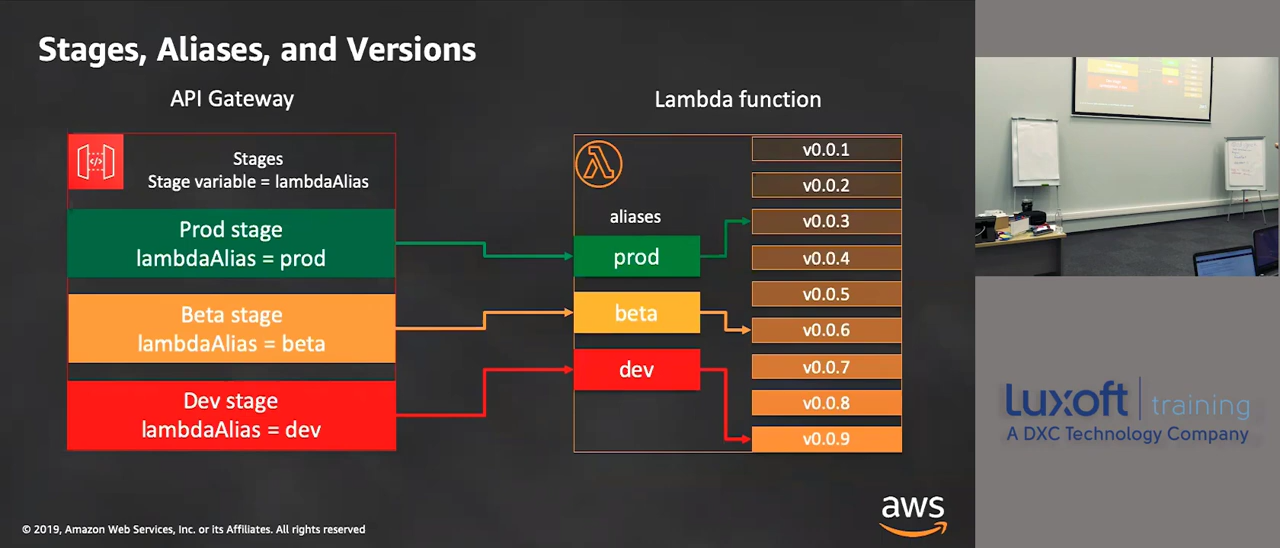 Stages, Aliases, and Versions
API Gateway
Stages
Stage variable = lambdaAlias
Prod stage
lambdaAlias = prod
Beta stage
lambdaAlias = beta
Dev stage
lambdaAlias = dev
Lambda function
aliases
prod
beta
dev
v0.0.1
v0.0.2
v0.0.3
v0.0.4
v0.0.5
v0.0.6
v0.0.7
v0.0.8
v0.0.9
© 2019, Amazon Web Services, Inc. or its Affiliates. All rights reserved
aws
Luxoft training
A DXC Technology Company